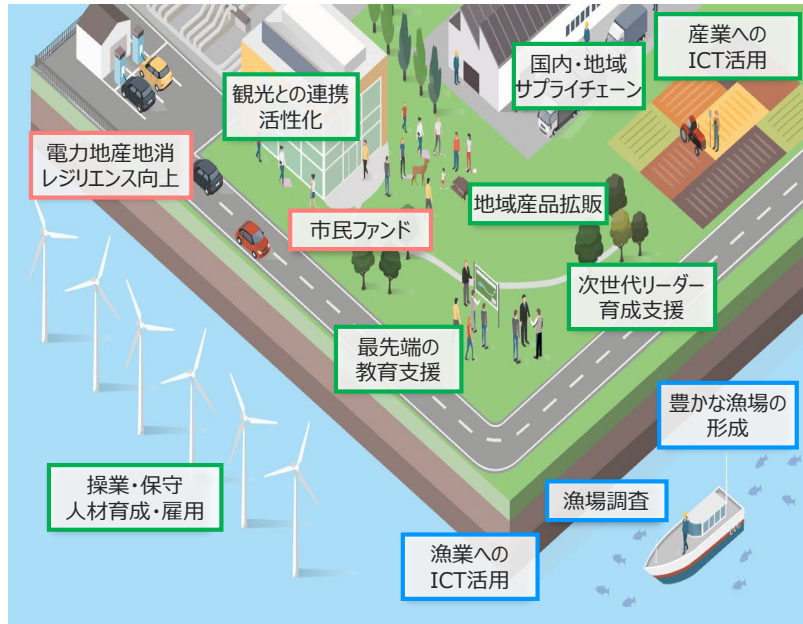 産業への
ICT活用
国内・地域
サプライチェーン
観光との連携
活性化
電力地産地消
レジリエンス向上
地域産品拡販
市民ファンド
次世代リーダー
育成支援
最先端の
教育支援
豊かな漁場の
形成
操業・保守
人材育成・雇用
漁場調査
漁業への
ICT活用